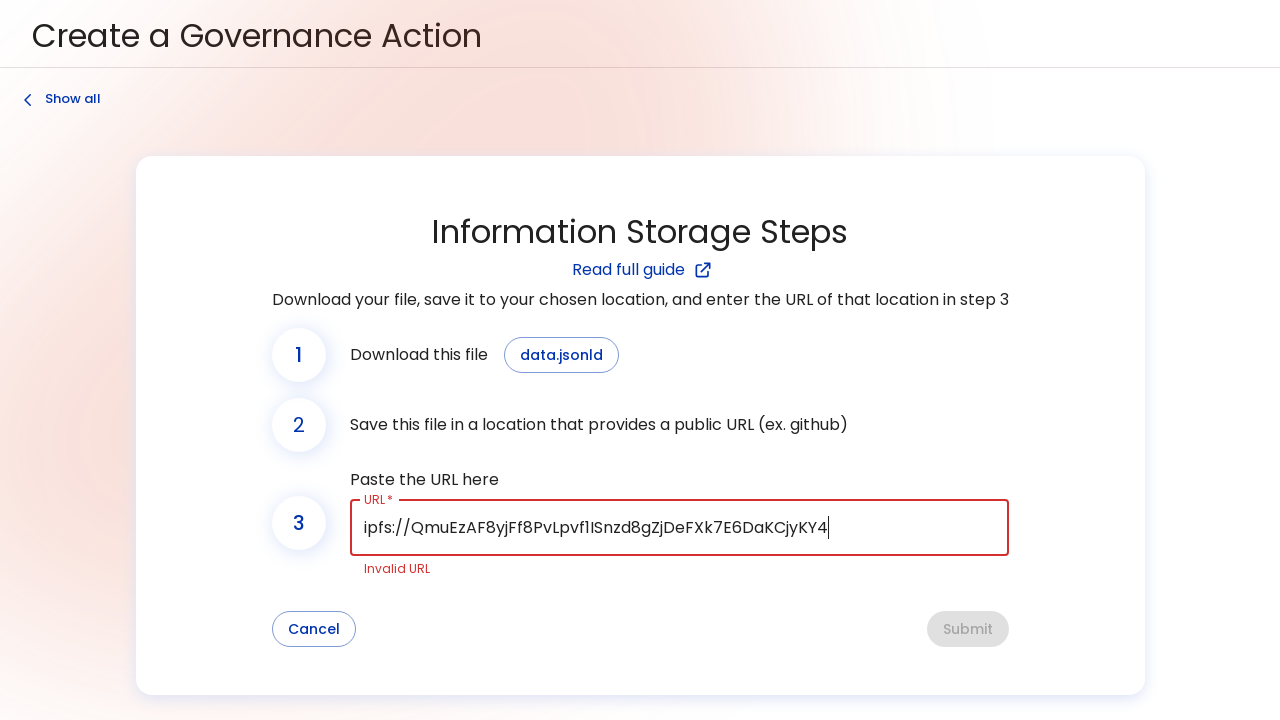 Create a Governance Action
Show all
Information Storage Steps
Read full guide
Download your file, save it to your chosen location, and enter the URL of that location in step 3
1
Download this file
data.jsonld
2
Save this file in a location that provides a public URL (ex. github)
Paste the URL here
URL *
3
ipfs://QmuEzAF8yjFf8PvLpvf1ISnzd8gZjDeFXk7E6DaKCjyKY4
Invalid URL
Cancel
Submit